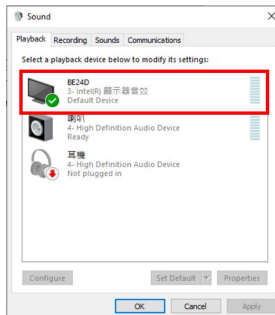 Sound
Playback Recording Sounds Communications
Select a playback device below to modify its settings:
BE24D
3- Intel(R) 顯示器音效
Default Device
喇叭
4- High Definition Audio Device
Ready
耳機
4- High Definition Audio Device
Not plugged in
Configure Set Default Properties
OK Cancel Apply